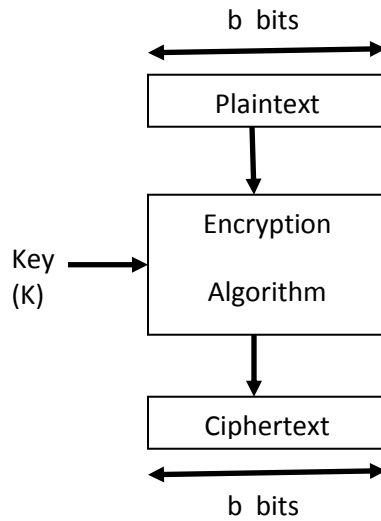 b bits
Plaintext
Encryption
Key
(K)
Algorithm
Ciphertext
b bits